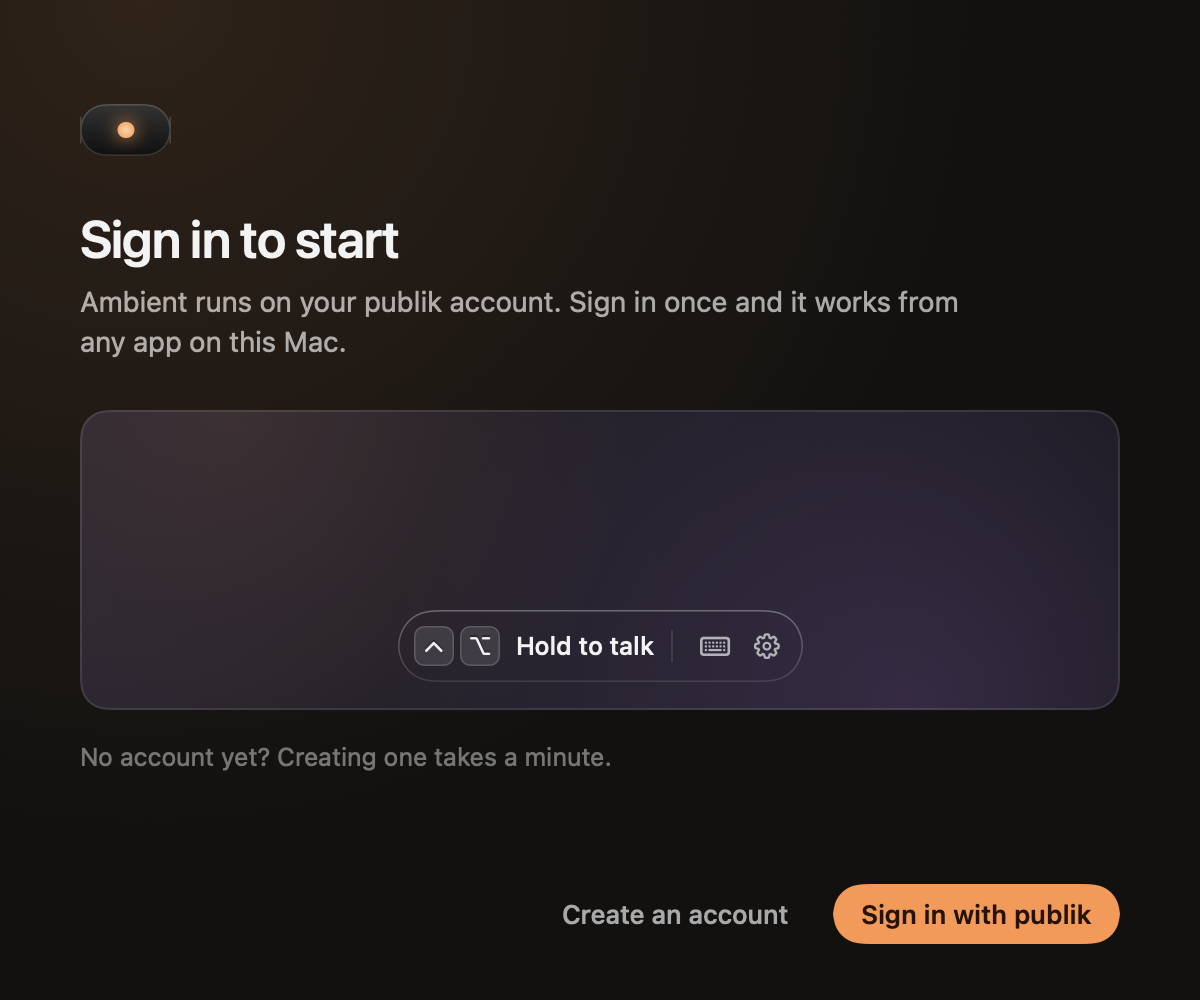 Sign in to start
Ambient runs on your publik account. Sign in once and it works from
any app on this Mac.
Hold to talk
No account yet? Creating one takes a minute.
Create an account
Sign in with publik